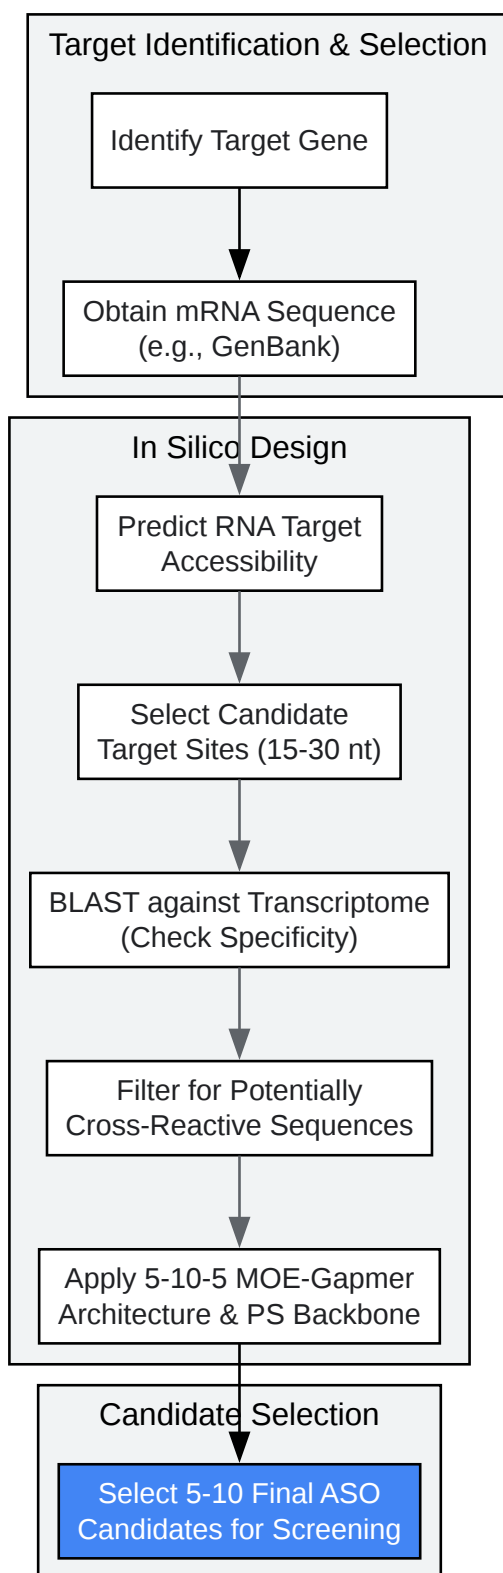 Target Identification & Selection
Identify Target Gene
Obtain mRNA Sequence
(e.g., GenBank)
In Silico Design
Predict RNA Target
Accessibility
Select Candidate
Target Sites (15-30 nt)
BLAST against Transcriptome
(Check Specificity)
Filter for Potentially
Cross-Reactive Sequences
Apply 5-10-5 MOE-Gapmer
Architecture & PS Backbone
Candidate Selection
Select 5-10 Final ASO
Candidates for Screening